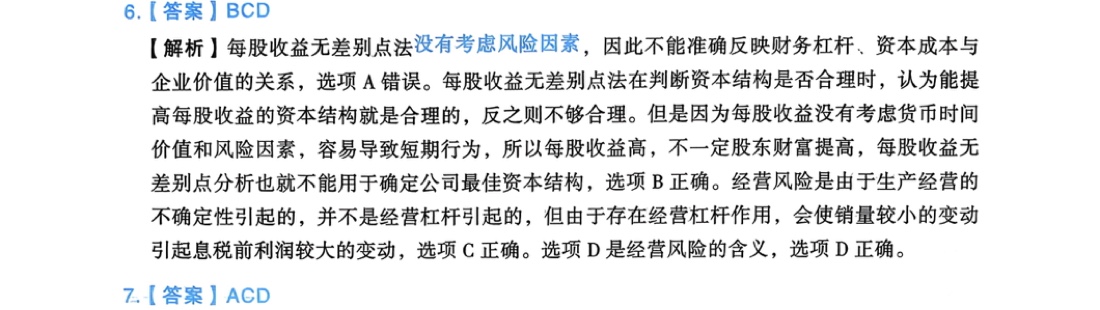 6.【答案】BCD
【解析】每股收益无差别点法没有考虑风险因素，因此不能准确反映财务杠杆、资本成本与
企业价值的关系，选项 A 错误。每股收益无差别点法在判断资本结构是否合理时，认为能提
高每股收益的资本结构就是合理的，反之则不够合理。但是因为每股收益没有考虑货币时间
价值和风险因素，容易导致短期行为，所以每股收益高，不一定股东财富提高，每股收益无
差别点分析也就不能用于确定公司最佳资本结构，选项 B 正确。经营风险是由于生产经营的
不确定性引起的，并不是经营杠杆引起的，但由于存在经营杠杆作用，会使销量较小的变动
引起息税前利润较大的变动，选项 C 正确。选项 D 是经营风险的含义，选项 D 正确。
7.【答案】ACD